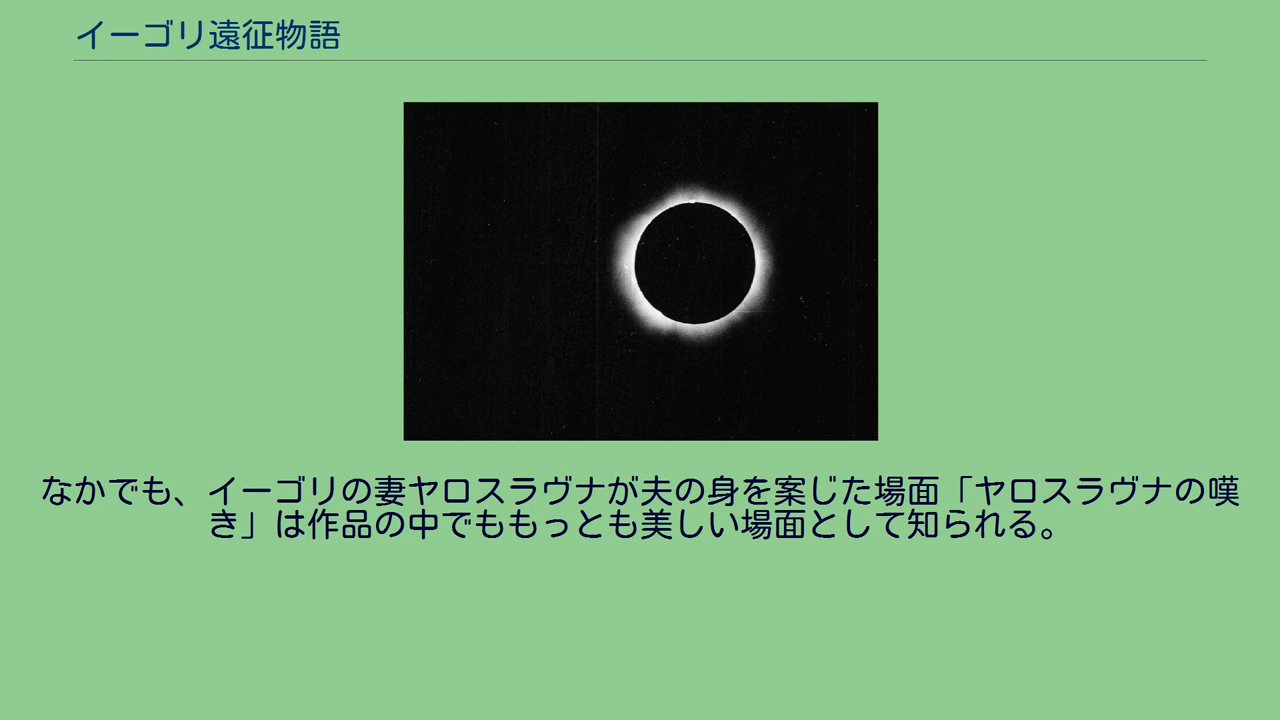 イーゴリ遠征物語
なかでも、イーゴリの妻ヤロスラヴナが夫の身を案じた場面「ヤロスラヴナの嘆
き」は作品の中でももっとも美しい場面として知られる。